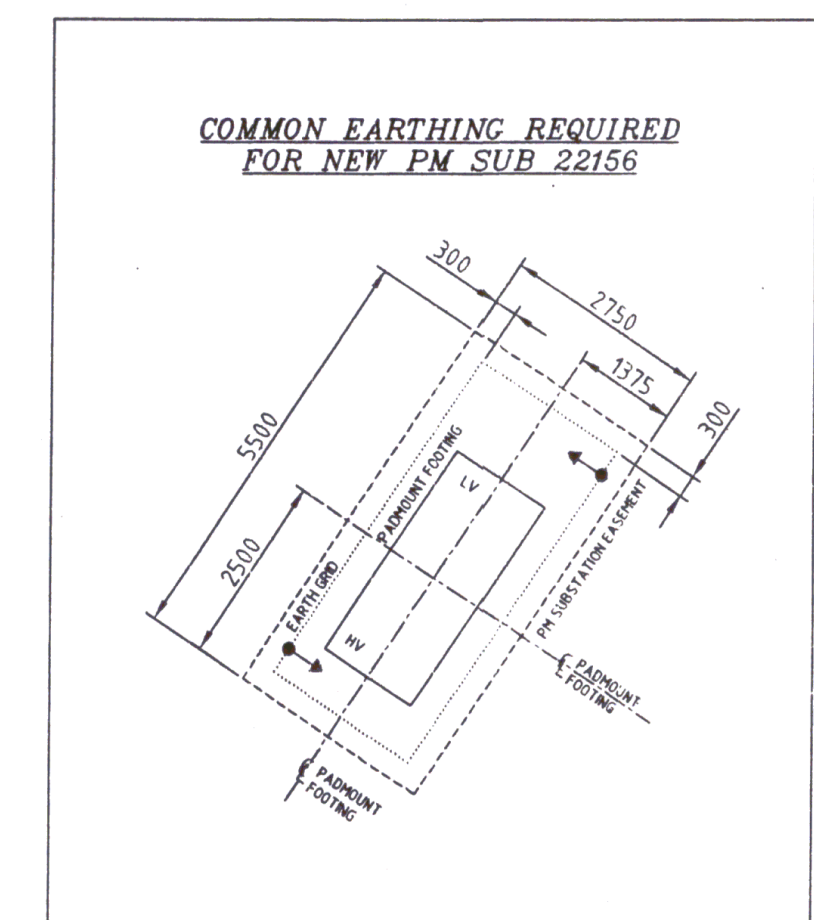 COMMON EARTHING REQUIRED
FOR NEW PM SUB 22156
300
2750
1375
300
5500
2500
PADMOUNT FOOTING
LV
EARTH GRID
HV
PM SUBSTATION EASEMENT
℄ PADMOUNT
FOOTING
℄ PADMOUNT
FOOTING